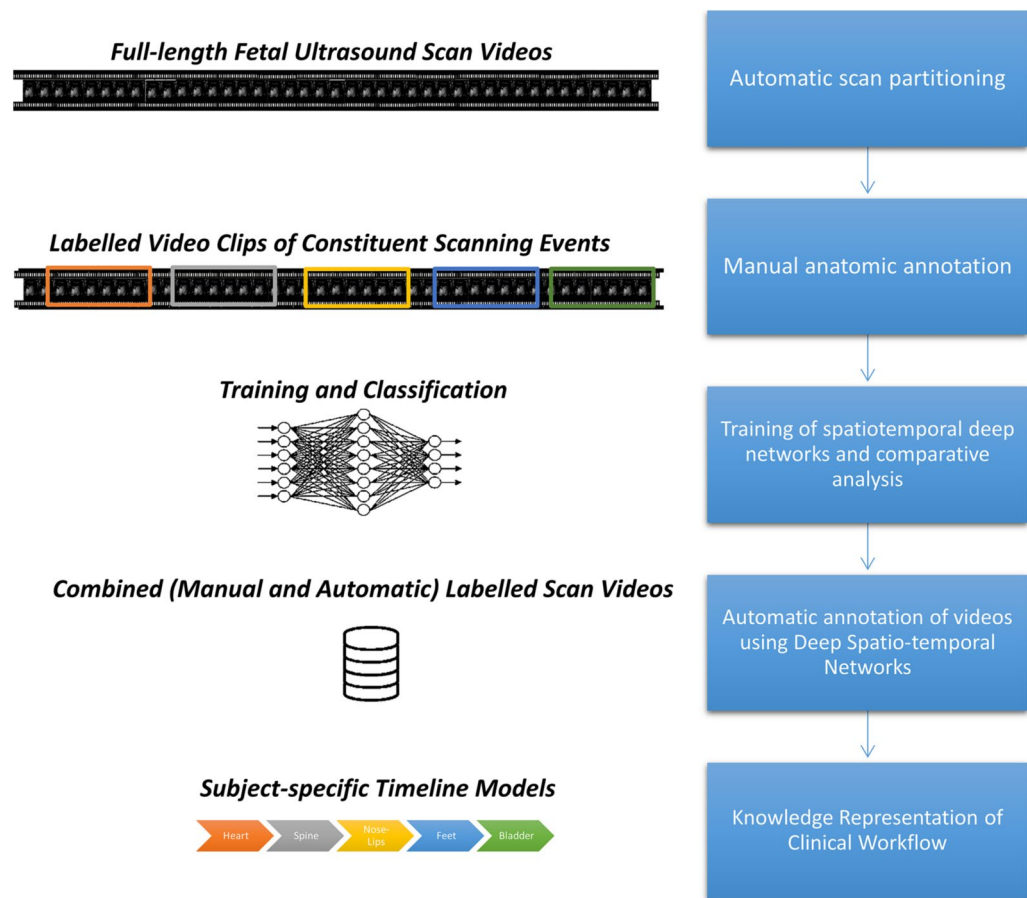 Full-length Fetal Ultrasound Scan Videos
Automatic scan partitioning
Labelled Video Clips of Constituent Scanning Events
Manual anatomic annotation
Training and Classification
Training of spatiotemporal deep
networks and comparative
analysis
Combined (Manual and Automatic) Labelled Scan Videos
Automatic annotation of videos
using Deep Spatio-temporal
Networks
Subject-specific Timeline Models
Heart
Spine
Nose-
Lips
Feet
Bladder
Knowledge Representation of
Clinical Workflow